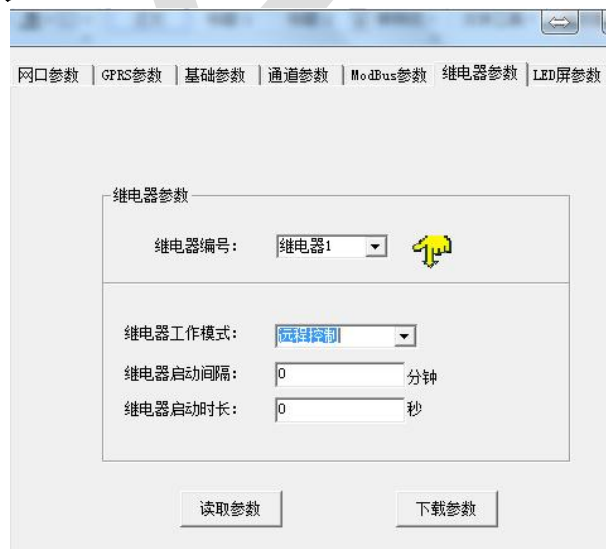 网口参数 GPRS参数 基础参数 通道参数 ModBus参数 继电器参数 LED屏参数
继电器参数
继电器编号： 继电器1
继电器工作模式： 远程控制
继电器启动间隔： 0 分钟
继电器启动时长： 0 秒
读取参数 下载参数